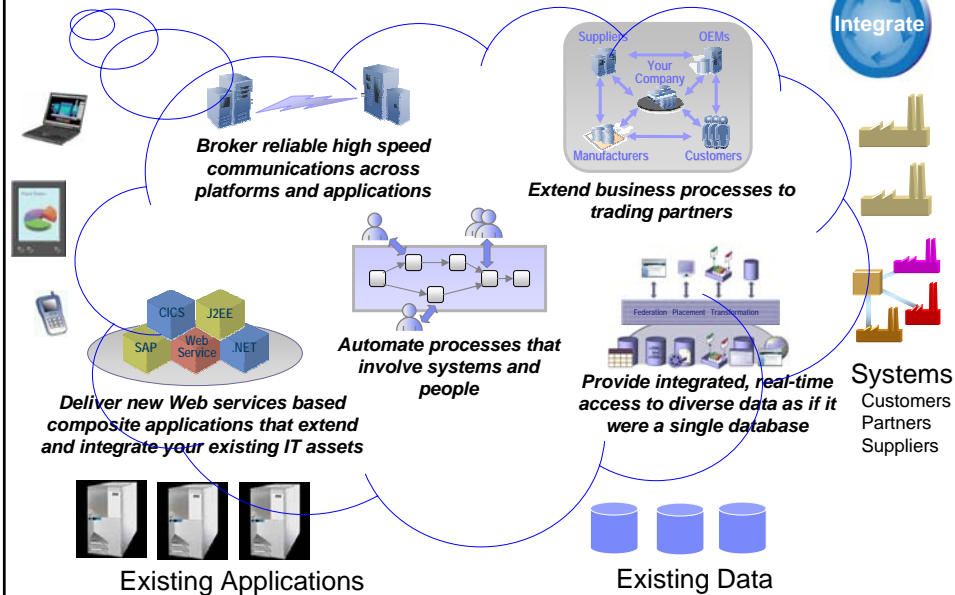 Integrate
Suppliers
OEMs
Your
Company
Manufacturers
Customers
Broker reliable high speed
communications across
platforms and applications
Extend business processes to
trading partners
CICS
J2EE
SAP
Web
Service
.NET
Automate processes that
involve systems and
people
Federation Placement Transformation
Deliver new Web services based
composite applications that extend
and integrate your existing IT assets
Provide integrated, real-time
access to diverse data as if it
were a single database
Systems
Customers
Partners
Suppliers
Existing Applications
Existing Data